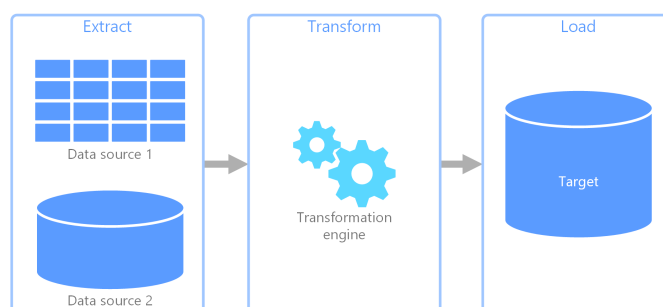 Extract
Transform
Load
Data source 1
Data source 2
Transformation
engine
Target